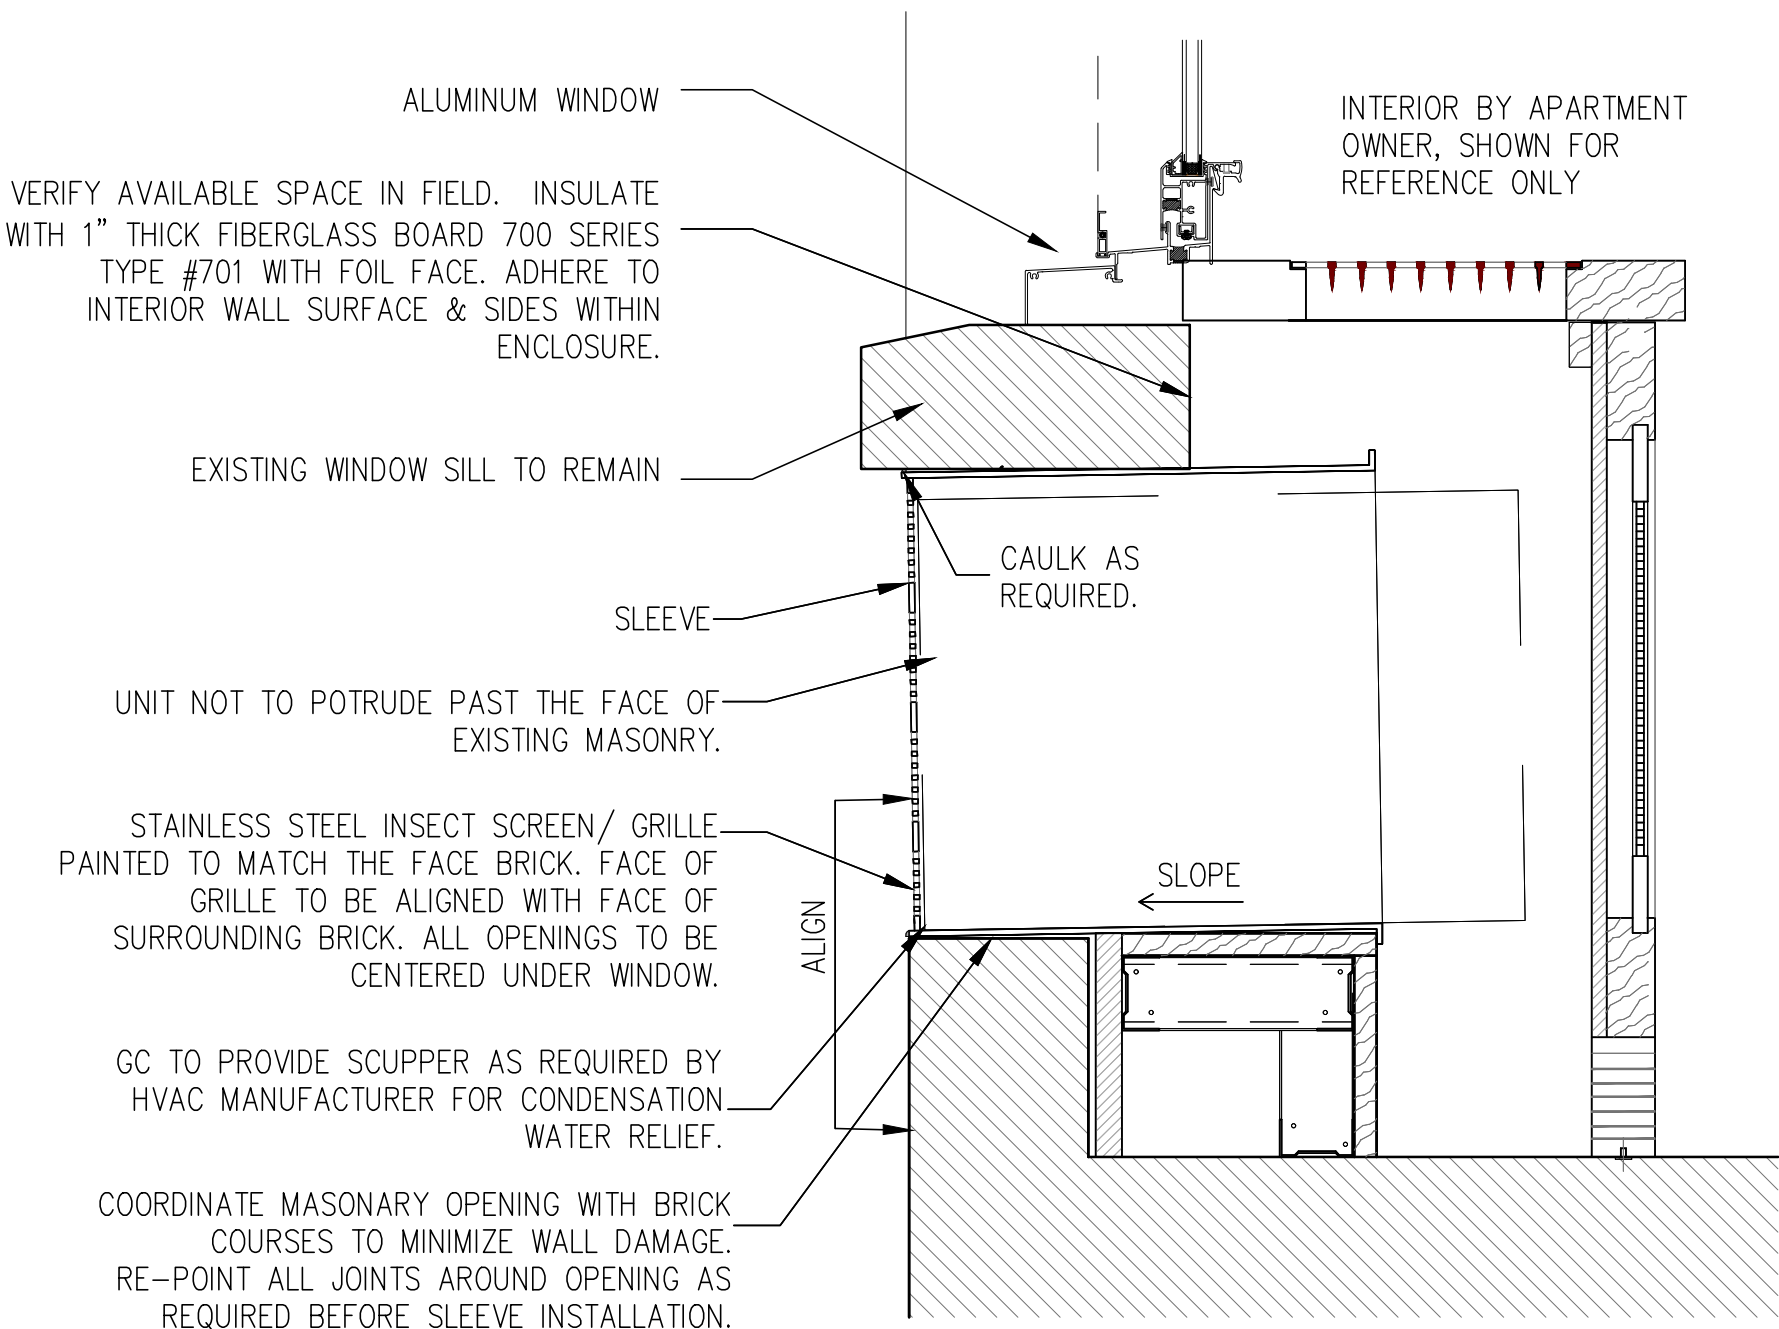 ALUMINUM WINDOW
VERIFY AVAILABLE SPACE IN FIELD. INSULATE
WITH 1” THICK FIBERGLASS BOARD 700 SERIES
TYPE #701 WITH FOIL FACE. ADHERE TO
INTERIOR WALL SURFACE & SIDES WITHIN
ENCLOSURE.
INTERIOR BY APARTMENT
OWNER, SHOWN FOR
REFERENCE ONLY
EXISTING WINDOW SILL TO REMAIN
CAULK AS
REQUIRED.
SLEEVE
UNIT NOT TO POTRUDE PAST THE FACE OF
EXISTING MASONRY.
STAINLESS STEEL INSECT SCREEN/ GRILLE
PAINTED TO MATCH THE FACE BRICK. FACE OF
GRILLE TO BE ALIGNED WITH FACE OF
SURROUNDING BRICK. ALL OPENINGS TO BE
CENTERED UNDER WINDOW.
ALIGN
SLOPE
GC TO PROVIDE SCUPPER AS REQUIRED BY
HVAC MANUFACTURER FOR CONDENSATION
WATER RELIEF.
COORDINATE MASONARY OPENING WITH BRICK
COURSES TO MINIMIZE WALL DAMAGE.
RE-POINT ALL JOINTS AROUND OPENING AS
REQUIRED BEFORE SLEEVE INSTALLATION.